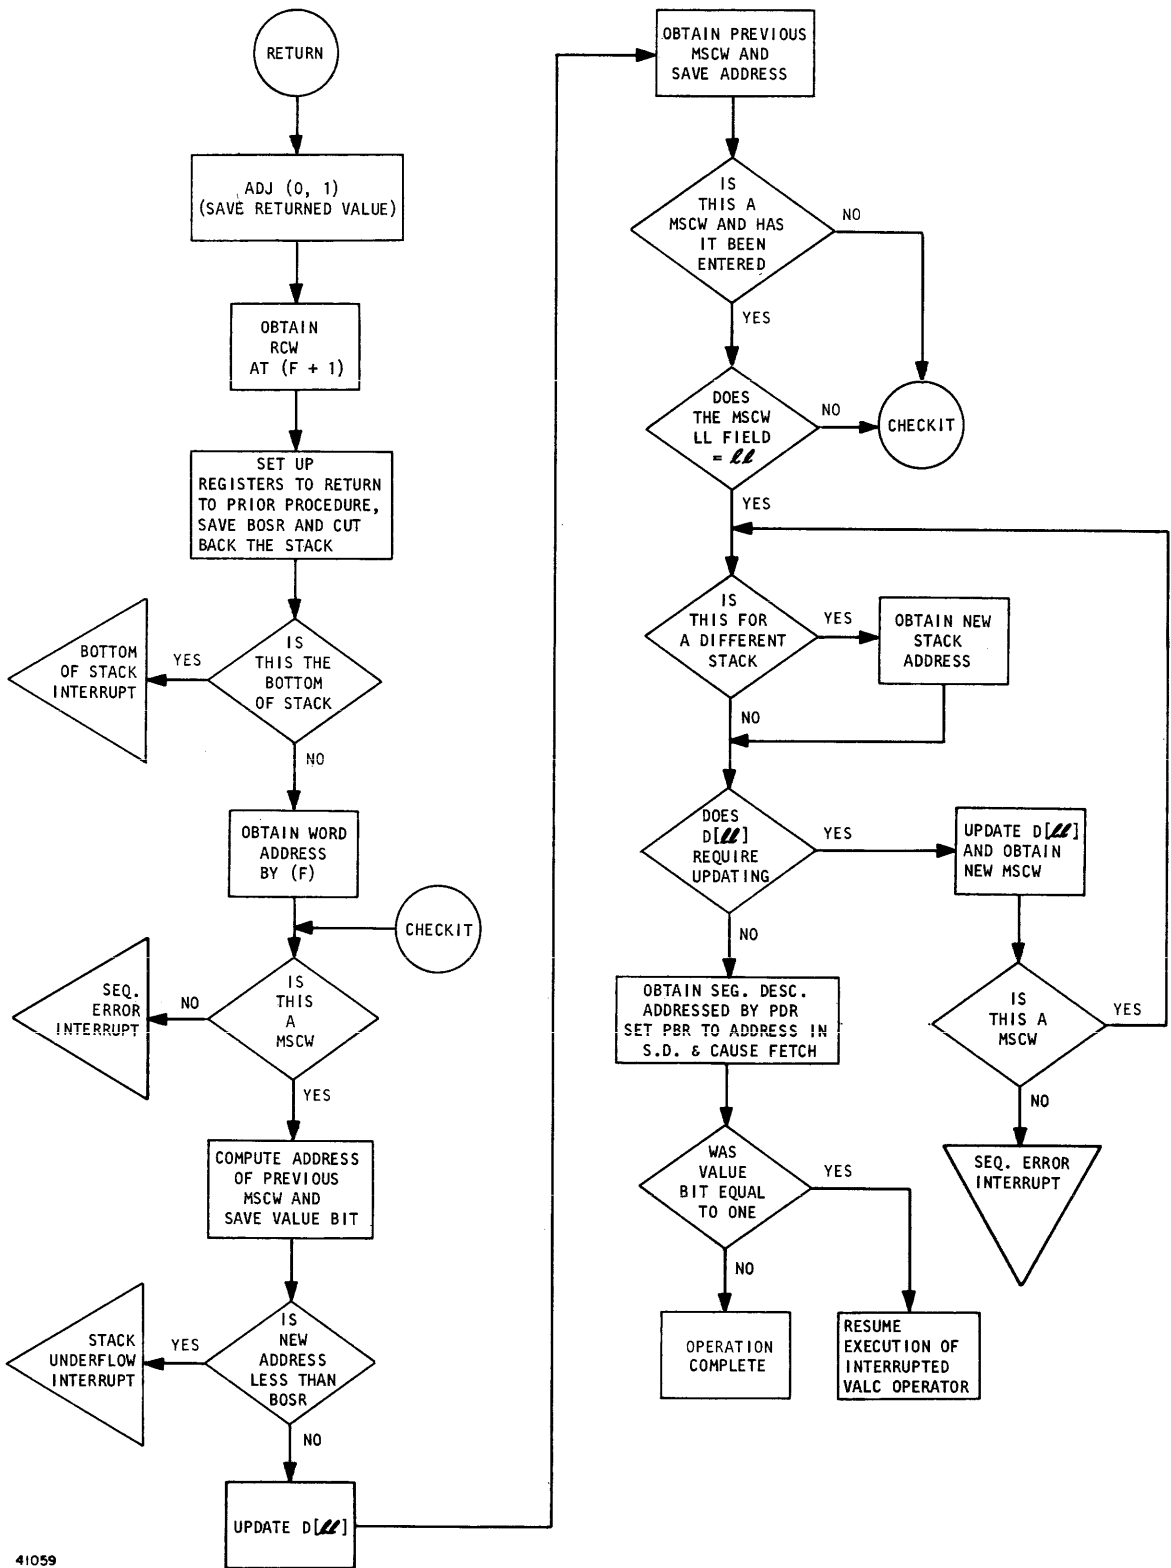 RETURN
ADJ (0, 1)
(SAVE RETURNED VALUE)
OBTAIN
RCW
AT (F + 1)
SET UP
REGISTERS TO RETURN
TO PRIOR PROCEDURE,
SAVE BOSR AND CUT
BACK THE STACK
IS
THIS THE
BOTTOM
OF STACK
YES
BOTTOM
OF STACK
INTERRUPT
NO
OBTAIN WORD
ADDRESS
BY (F)
CHECKIT
IS
THIS
A
MSCW
NO
SEQ.
ERROR
INTERRUPT
YES
COMPUTE ADDRESS
OF PREVIOUS
MSCW AND
SAVE VALUE BIT
IS
NEW
ADDRESS
LESS THAN
BOSR
YES
STACK
UNDERFLOW
INTERRUPT
NO
UPDATE D[ℓℓ]
OBTAIN PREVIOUS
MSCW AND
SAVE ADDRESS
IS
THIS A
MSCW AND HAS
IT BEEN
ENTERED
NO
YES
DOES
THE MSCW
LL FIELD
= ℓℓ
NO
CHECKIT
YES
IS
THIS FOR
A DIFFERENT
STACK
YES
OBTAIN NEW
STACK
ADDRESS
NO
DOES
D[ℓℓ]
REQUIRE
UPDATING
YES
UPDATE D[ℓℓ]
AND OBTAIN
NEW MSCW
NO
IS
THIS A
MSCW
YES
NO
SEQ. ERROR
INTERRUPT
OBTAIN SEG. DESC.
ADDRESSED BY PDR
SET PBR TO ADDRESS IN
S.D. & CAUSE FETCH
WAS
VALUE
BIT EQUAL
TO ONE
YES
NO
OPERATION
COMPLETE
RESUME
EXECUTION OF
INTERRUPTED
VALC OPERATOR
41059